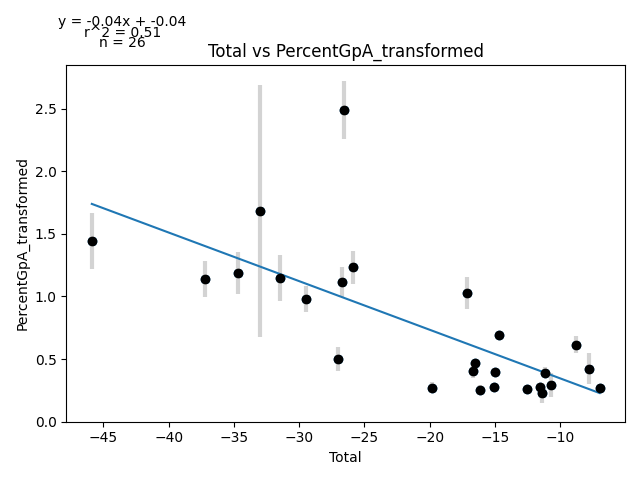 y = -0.04x + -0.04
r^2 = 0.51
n = 26
Total vs PercentGpA_transformed
PercentGpA_transformed
2.5
2.0
1.5
1.0
0.5
0.0
−45
−40
−35
−30
−25
−20
−15
−10
Total